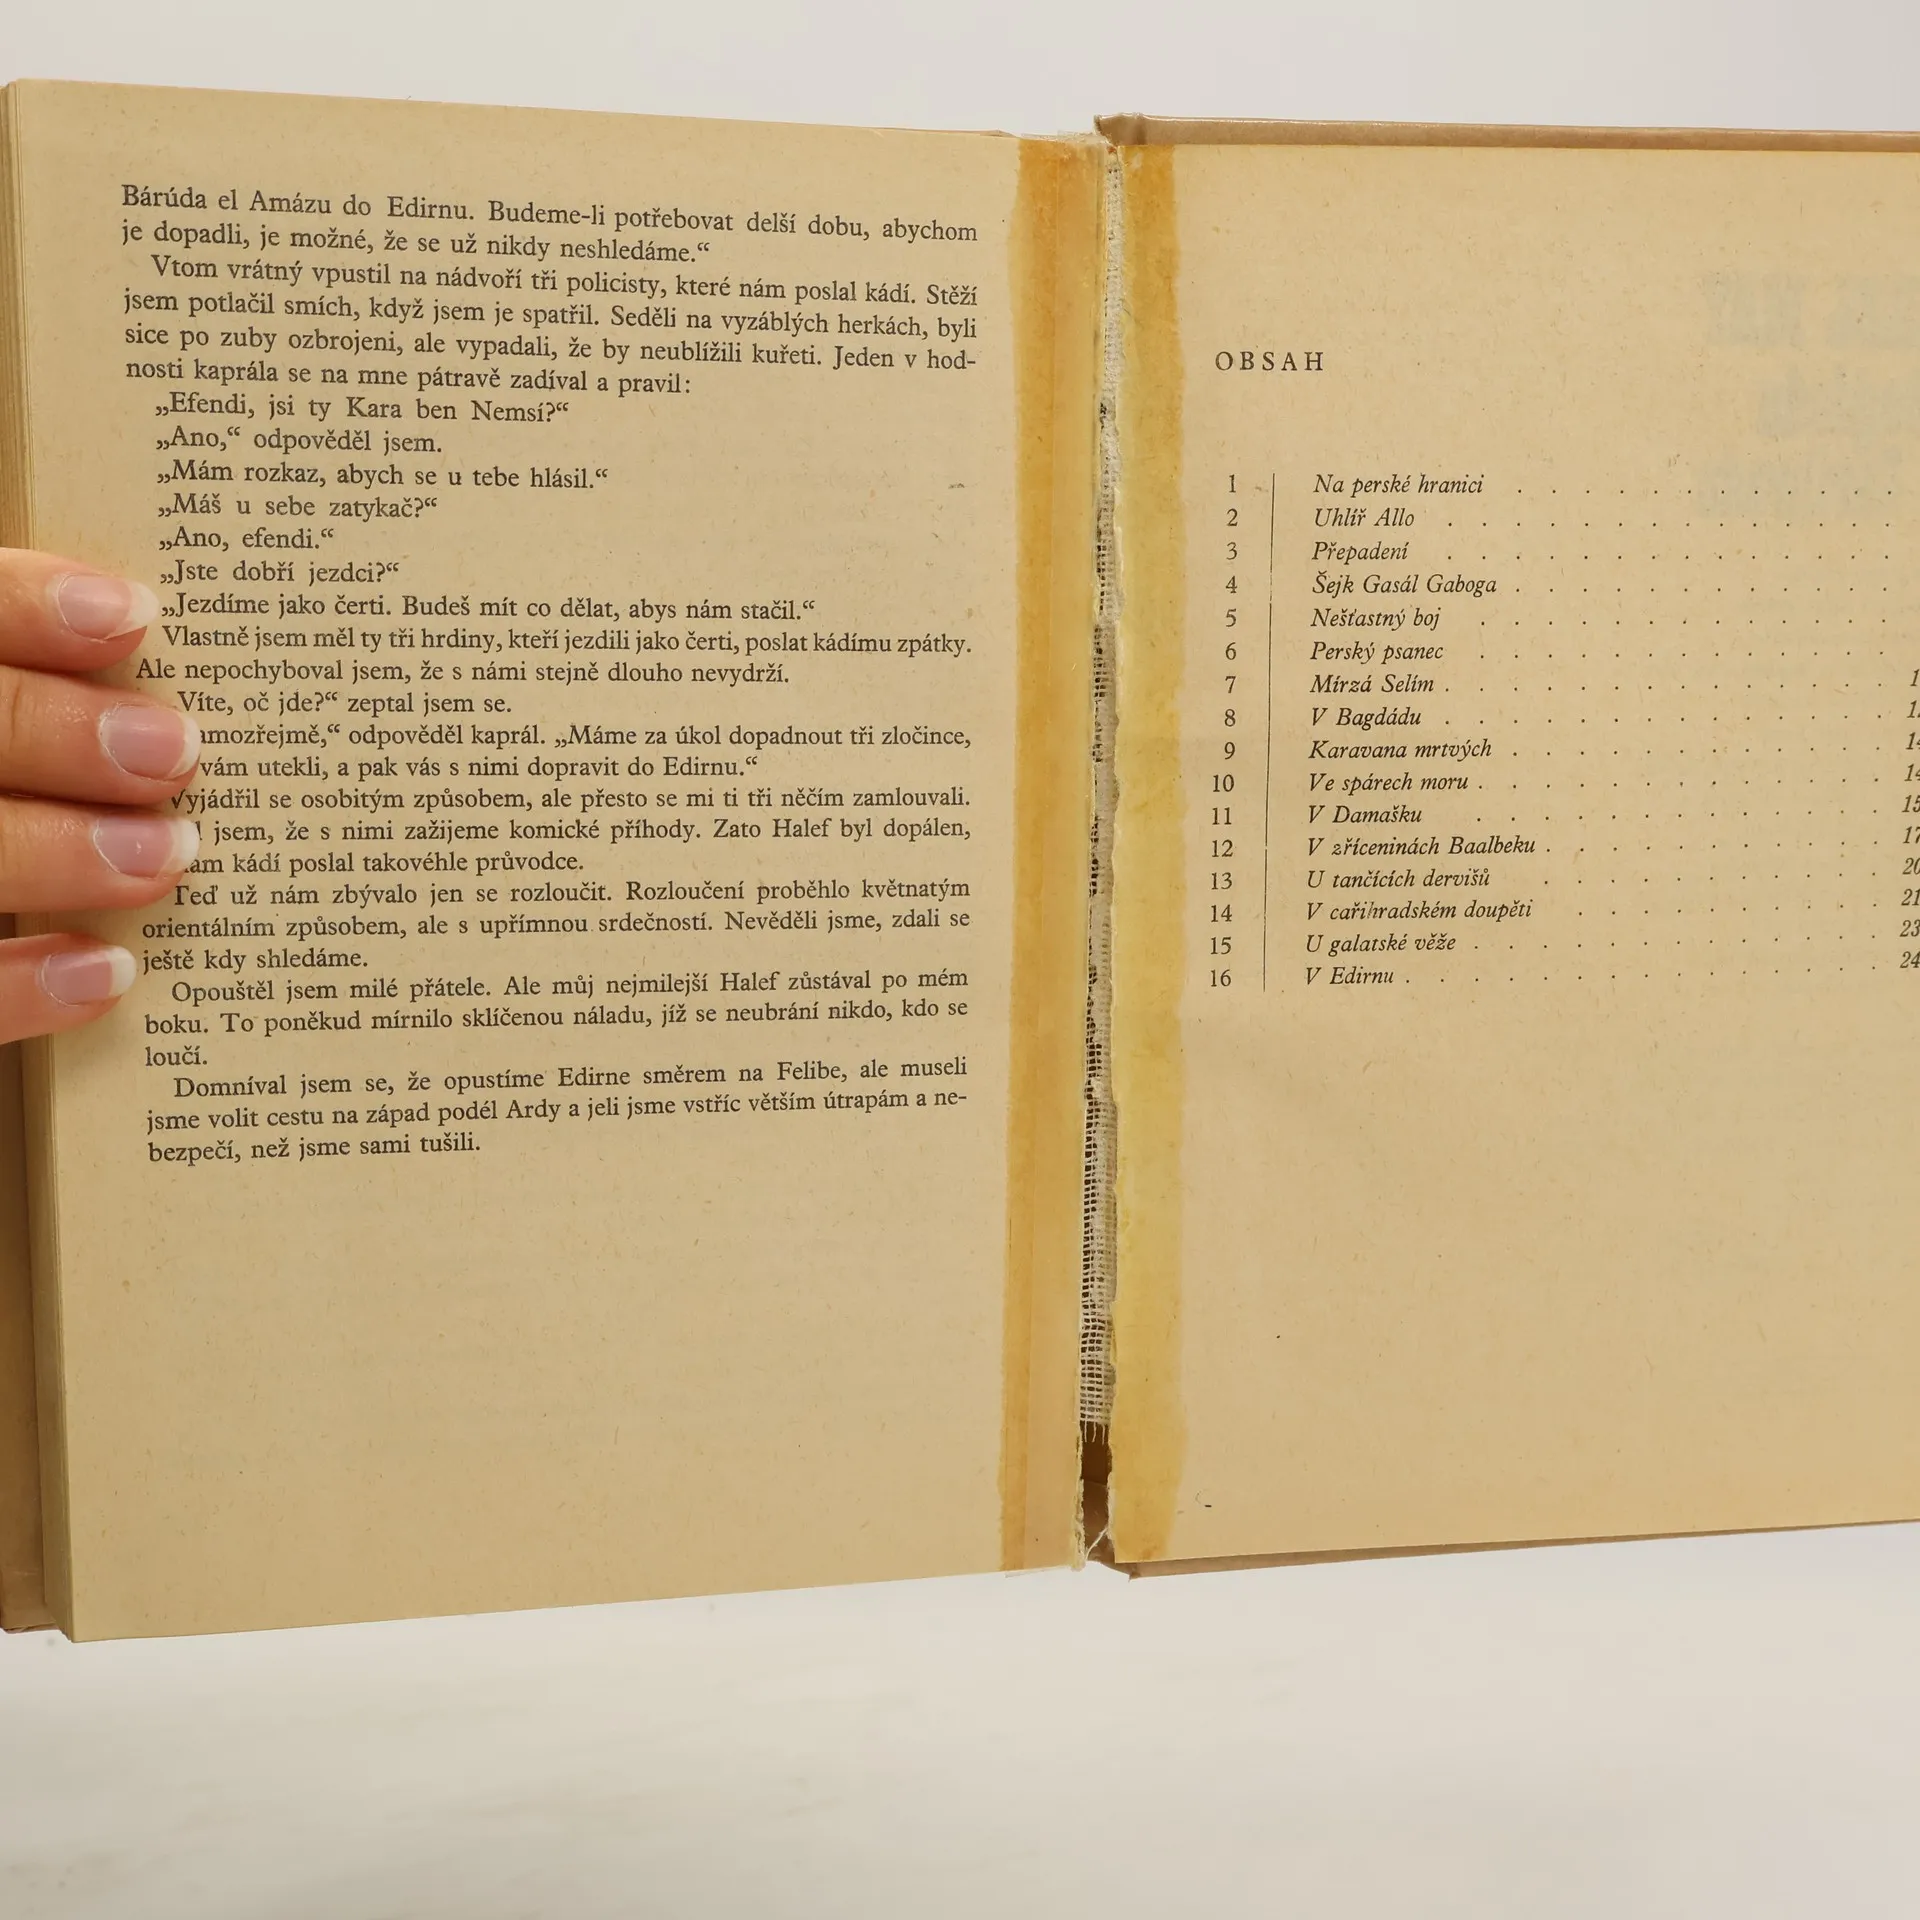 Bárúda el Amázu do Edirnu. Budeme-li potřebovat delší dobu, abychom
je dopadli, je možné, že se už nikdy neshledáme.“
Vtom vrátný vpustil na nádvoří tři policisty, které nám poslal kádí. Stěží
jsem potlačil smích, když jsem je spatřil. Seděli na vyzáblých herkách, byli
sice po zuby ozbrojeni, ale vypadali, že by neublížili kuřeti. Jeden v hod-
nosti kaprála se na mne pátravě zadíval a pravil:
„Efendi, jsi ty Kara ben Nemsí?“
„Ano,“ odpověděl jsem.
„Mám rozkaz, abych se u tebe hlásil.“
„Máš u sebe zatykač?“
„Ano, efendi.“
„Jste dobří jezdci?“
„Jezdíme jako čerti. Budeš mít co dělat, abys nám stačil.“
Vlastně jsem měl ty tři hrdiny, kteří jezdili jako čerti, poslat kádímu zpátky.
Ale nepochyboval jsem, že s námi stejně dlouho nevydrží.
Víte, oč jde?“ zeptal jsem se.
amozřejmě,“ odpověděl kaprál. „Máme za úkol dopadnout tři zločince,
vám utekli, a pak vás s nimi dopravit do Edirnu.“
Vyjádřil se osobitým způsobem, ale přesto se mi ti tři něčím zamlouvali.
jsem, že s nimi zažijeme komické příhody. Zato Halef byl dopálen,
kádí poslal takovéhle průvodce.
Teď už nám zbývalo jen se rozloučit. Rozloučení proběhlo květnatým
orientálním způsobem, ale s upřímnou srdečností. Nevěděli jsme, zdali se
ještě kdy shledáme.
Opouštěl jsem milé přátele. Ale můj nejmilejší Halef zůstával po mém
boku. To poněkud mírnilo sklíčenou náladu, jíž se neubrání nikdo, kdo se
loučí.
Domníval jsem se, že opustíme Edirne směrem na Felibe, ale museli
jsme volit cestu na západ podél Ardy a jeli jsme vstříc větším útrapám a ne-
bezpečí, než jsme sami tušili.
OBSAH
1 Na perské hranici
2 Uhlíř Allo
3 Přepadení
4 Šejk Gasál Gaboga
5 Nešťastný boj
6 Perský psanec
7 Mírzá Selím
8 V Bagdádu
9 Karavana mrtvých
10 Ve spárech moru
11 V Damašku
12 V zříceninách Baalbeku
13 U tančících dervišů
14 V cařihradském doupěti
15 U galatské věže
16 V Edirnu